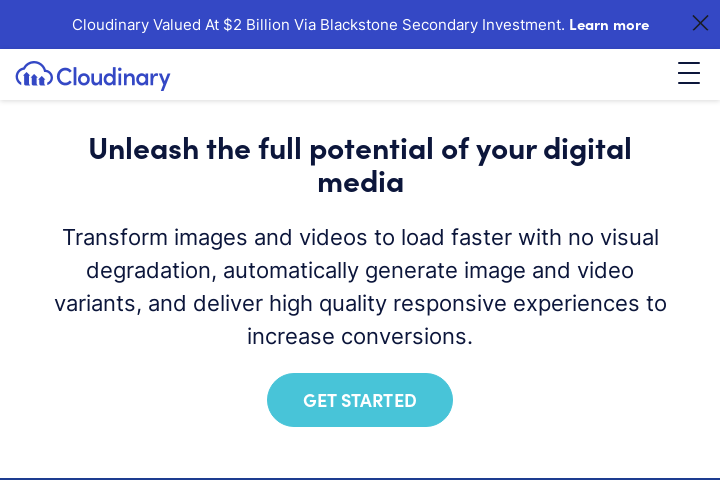 Cloudinary Valued At $2 Billion Via Blackstone Secondary Investment. Learn more
Cloudinary
Unleash the full potential of your digital
media
Transform images and videos to load faster with no visual
degradation, automatically generate image and video
variants, and deliver high quality responsive experiences to
increase conversions.
GET STARTED